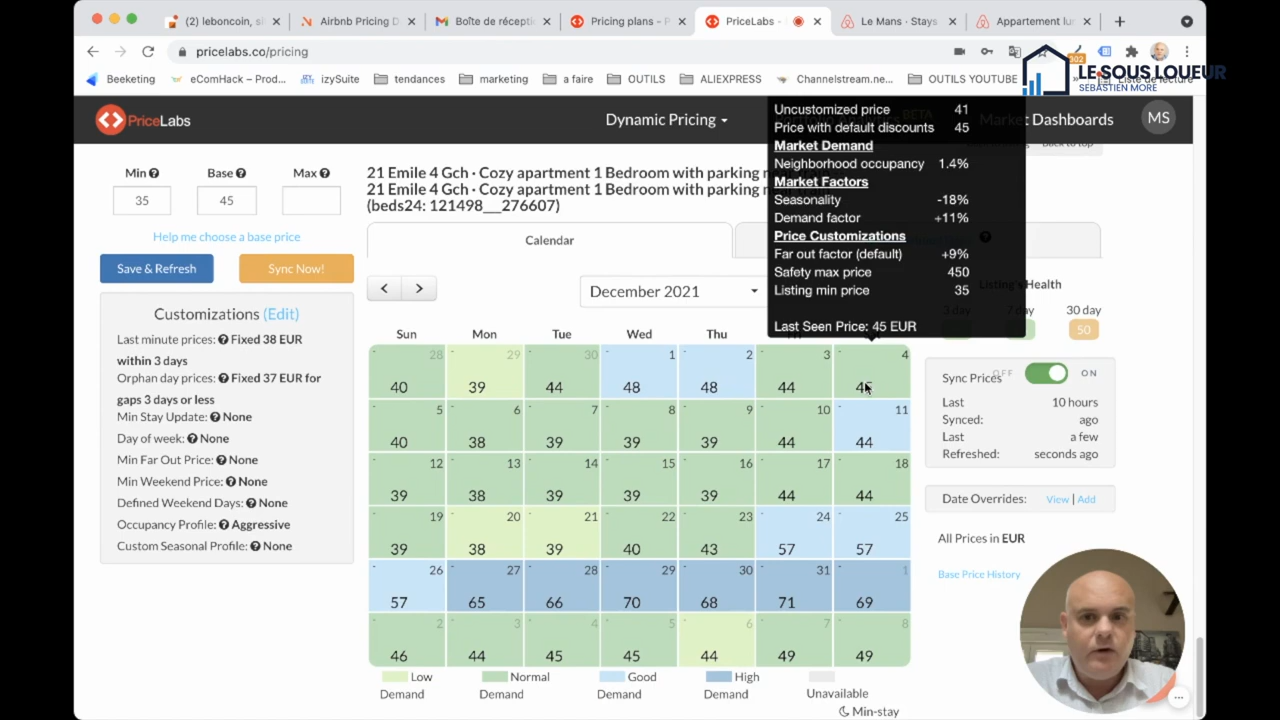 (2) leboncoin, si
Airbnb Pricing D
Boîte de récepti
Pricing plans - P
PriceLabs -
Le Mans · Stays
Appartement lux
pricelabs.co/pricing
302
LE SOUS LOUEUR
SEBASTIEN MORE
Beeketing
eComHack – Prod...
izySuite
tendances
marketing
a faire
OUTILS
ALIEXPRESS
Channelstream.ne...
OUTILS YOUTUBE
»
Liste de lecture
PriceLabs
Dynamic Pricing
BETA
Market Dashboards
MS
Back to top
Min
Base
Max
35
45
Help me choose a base price
Save & Refresh
Sync Now!
Customizations (Edit)
Last minute prices: Fixed 38 EUR
within 3 days
Orphan day prices: Fixed 37 EUR for
gaps 3 days or less
Min Stay Update: None
Day of week: None
Min Far Out Price: None
Min Weekend Price: None
Defined Weekend Days: None
Occupancy Profile: Aggressive
Custom Seasonal Profile: None
21 Emile 4 Gch · Cozy apartment 1 Bedroom with parking
21 Emile 4 Gch · Cozy apartment 1 Bedroom with parking
(beds24: 121498___276607)
Calendar
December 2021
Uncustomized price 41
Price with default discounts 45
Market Demand
Neighborhood occupancy 1.4%
Market Factors
Seasonality -18%
Demand factor +11%
Price Customizations
Far out factor (default) +9%
Safety max price 450
Listing min price 35
Last Seen Price: 45 EUR
Sun Mon Tue Wed Thu
28 29 30 1 2 3 4
40 39 44 48 48 44
5 6 7 8 9 10 11
40 38 39 39 39 44 44
12 13 14 15 16 17 18
39 38 39 39 39 44 44
19 20 21 22 23 24 25
39 38 39 40 43 57 57
26 27 28 29 30 31 1
57 65 66 70 68 71 69
2 3 4 5 6 7 8
46 44 45 45 44 49 49
Low
Demand
Normal
Demand
Good
Demand
High
Demand
Unavailable
Min-stay
Listing's Health
30 day
50
Sync Prices OFF ON
Last
Synced:
10 hours
ago
Last
Refreshed:
a few
seconds ago
Date Overrides: View | Add
All Prices in EUR
Base Price History